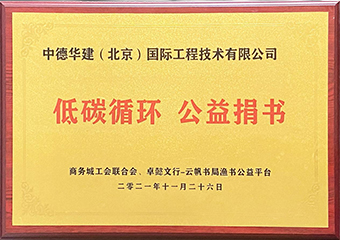 中德华建（北京）国际工程技术有限公司
低碳循环 公益捐书
商务城工会联合会、卓懿文行-云帆书局渔书公益平台
二〇二一年十一月二十六日